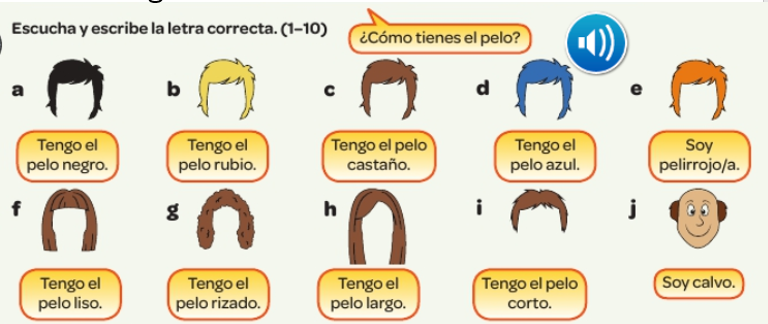 Escucha y escribe la letra correcta. (1–10)
¿Cómo tienes el pelo?
a
b
c
d
e
Tengo el
pelo negro.
Tengo el
pelo rubio.
Tengo el pelo
castaño.
Tengo el
pelo azul.
Soy
pelirrojo/a.
f
g
h
i
j
Tengo el
pelo liso.
Tengo el
pelo rizado.
Tengo el
pelo largo.
Tengo el pelo
corto.
Soy calvo.